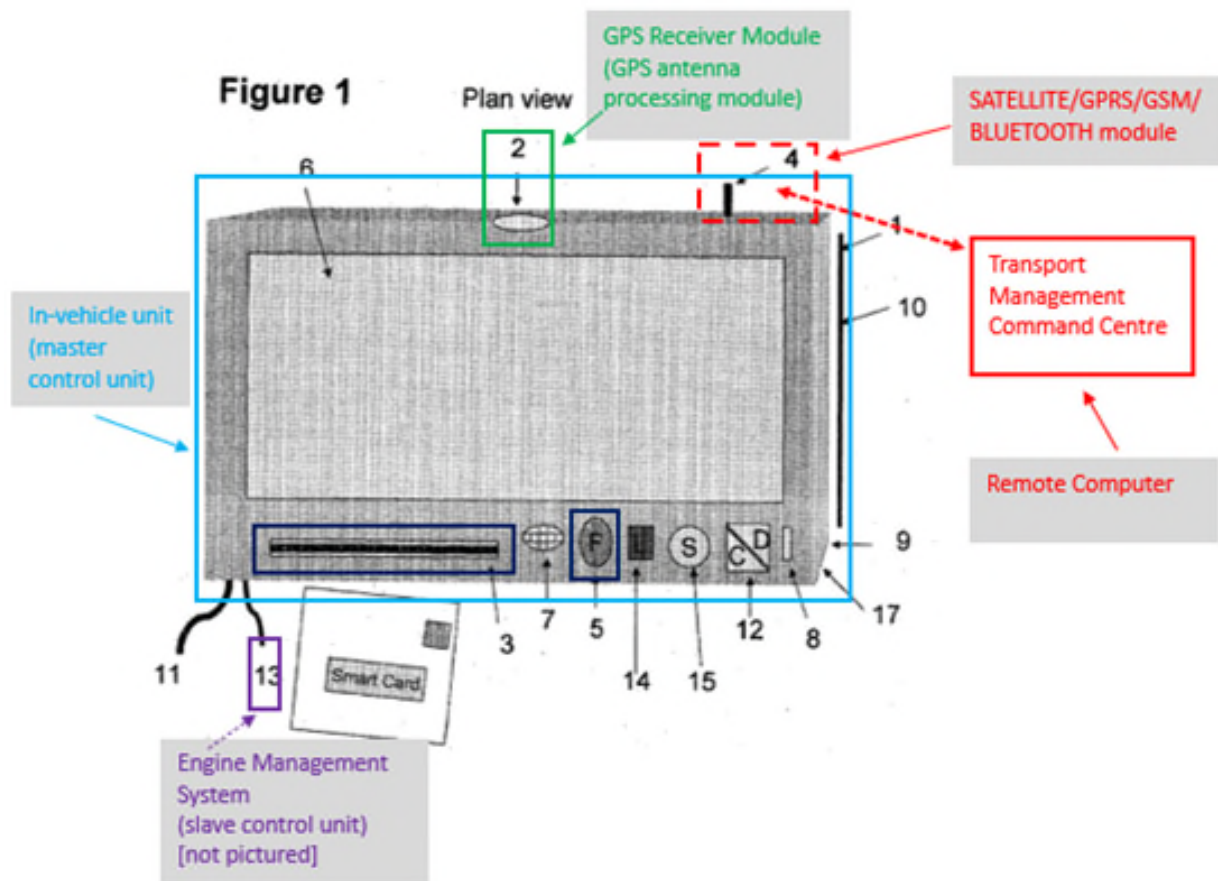 GPS Receiver Module
(GPS antenna
processing module)
Figure 1
Plan view
SATELLITE/GPRS/GSM/
BLUETOOTH module
2
4
6
1
In-vehicle unit
(master
control unit)
Transport
Management
Command Centre
10
Remote Computer
F
S
C D
9
11
13
3
7
5
14
15
12
8
17
Smart Card
Engine Management
System
(slave control unit)
[not pictured]